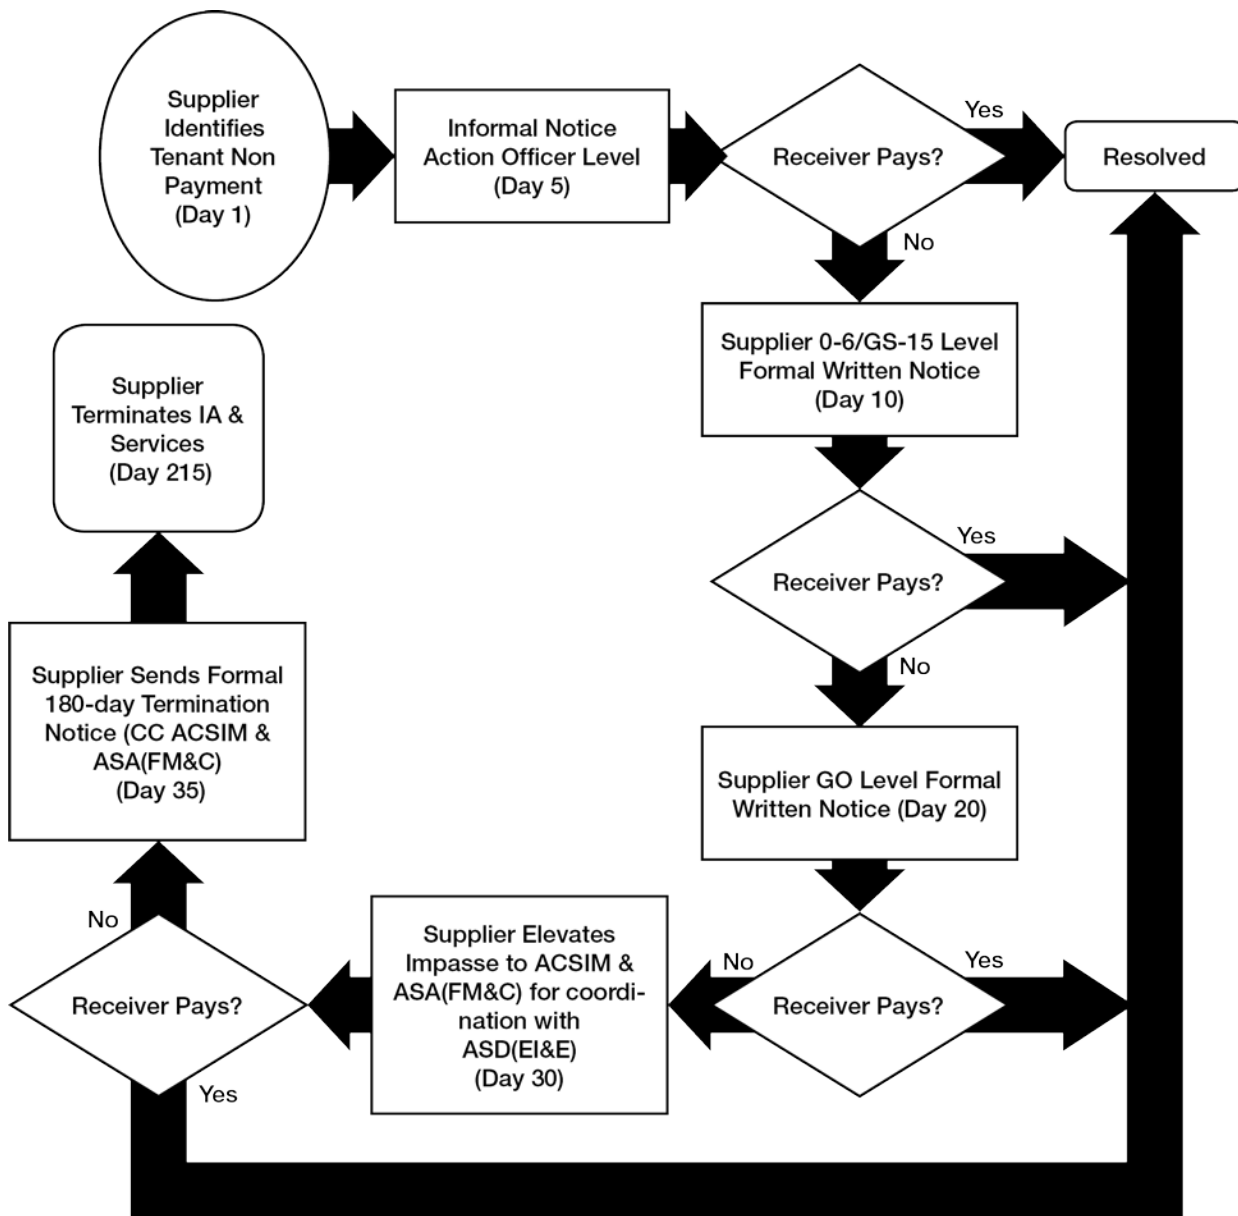 Supplier
Identifies
Tenant Non
Payment
(Day 1)
Informal Notice
Action Officer Level
(Day 5)
Receiver Pays?
Yes
Resolved
No
Supplier 0-6/GS-15 Level
Formal Written Notice
(Day 10)
Receiver Pays?
Yes
No
Supplier GO Level Formal
Written Notice (Day 20)
Receiver Pays?
Yes
No
Supplier Elevates
Impasse to ACSIM &
ASA(FM&C) for coordi-
nation with
ASD(EI&E)
(Day 30)
Receiver Pays?
Yes
No
Supplier Sends Formal
180-day Termination
Notice (CC ACSIM &
ASA(FM&C)
(Day 35)
Supplier
Terminates IA &
Services
(Day 215)